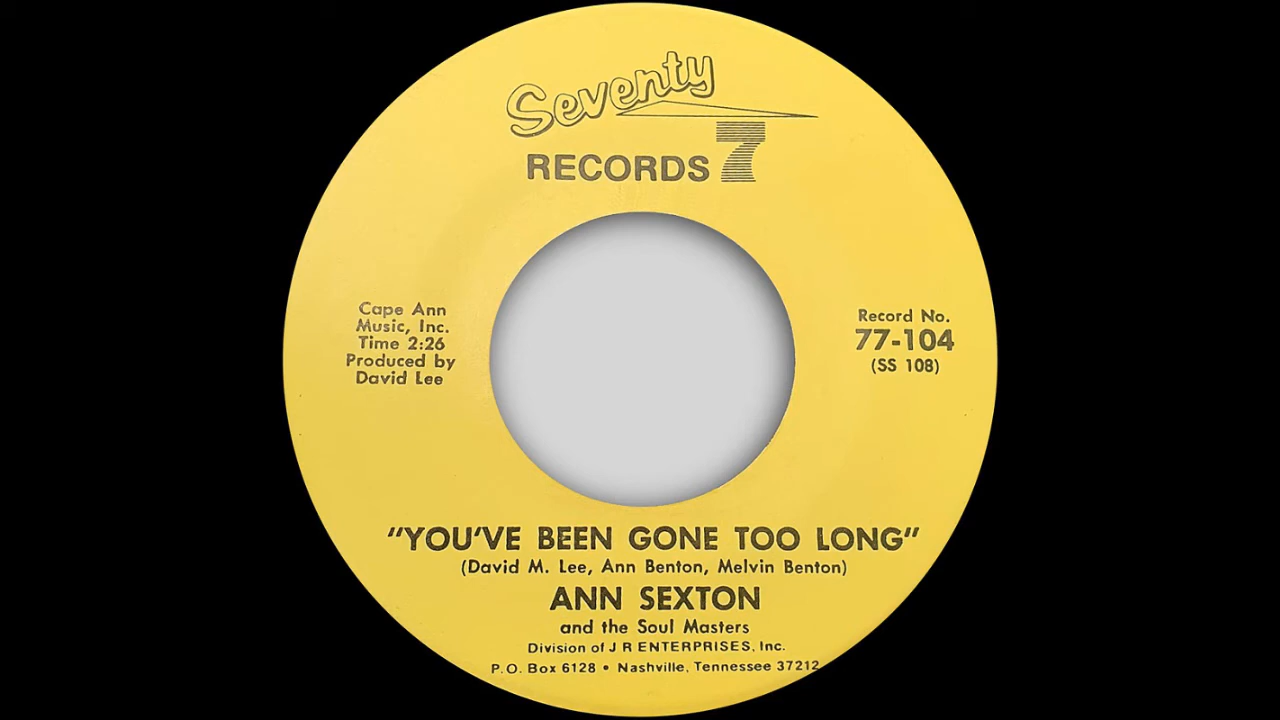 Seventy
RECORDS 7
Cape Ann
Music, Inc.
Time 2:26
Produced by
David Lee
Record No.
77-104
(SS 108)
"YOU'VE BEEN GONE TOO LONG"
(David M. Lee, Ann Benton, Melvin Benton)
ANN SEXTON
and the Soul Masters
Division of J R ENTERPRISES, Inc.
P.O. Box 6128 • Nashville, Tennessee 37212